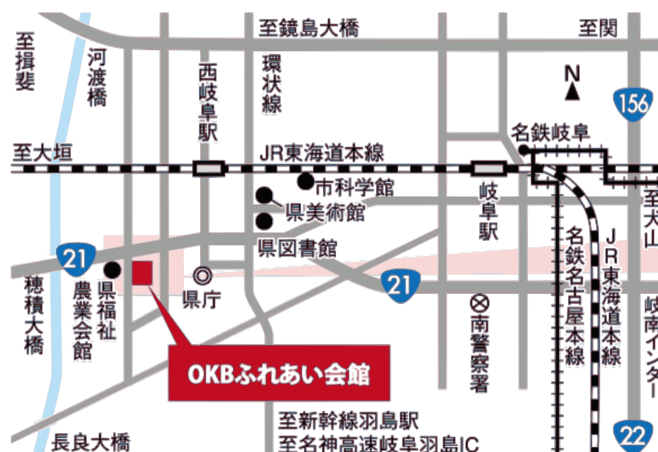 至鏡島大橋
至関
至揖斐
河渡橋
西岐阜駅
環状線
N
156
名鉄岐阜
至大垣
JR東海道本線
市科学館
県美術館
県図書館
岐阜駅
至犬山
21
穂積大橋
農業会館
県福祉
県庁
21
南警察署
名鉄名古屋本線
JR東海道本線
岐南インター
OKBふれあい会館
至新幹線羽島駅
至名神高速岐阜羽島IC
長良大橋
22